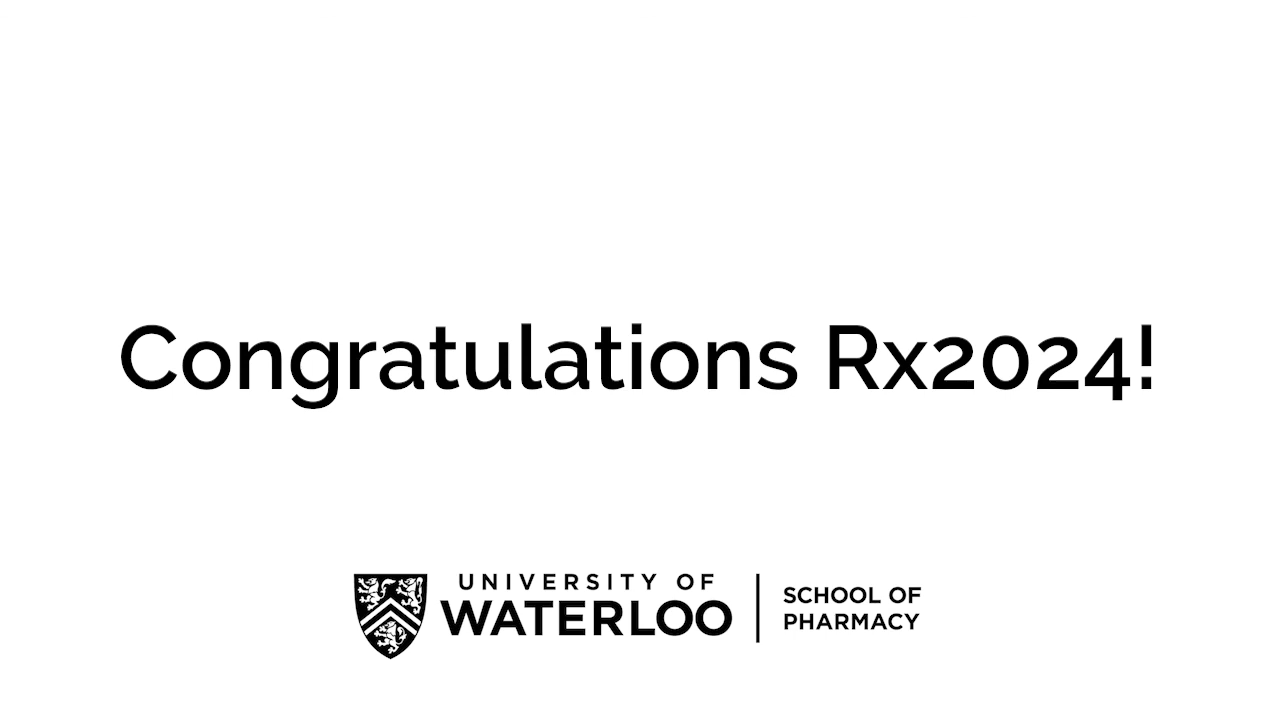 Congratulations Rx2024!
UNIVERSITY OF
WATERLOO
SCHOOL OF
PHARMACY